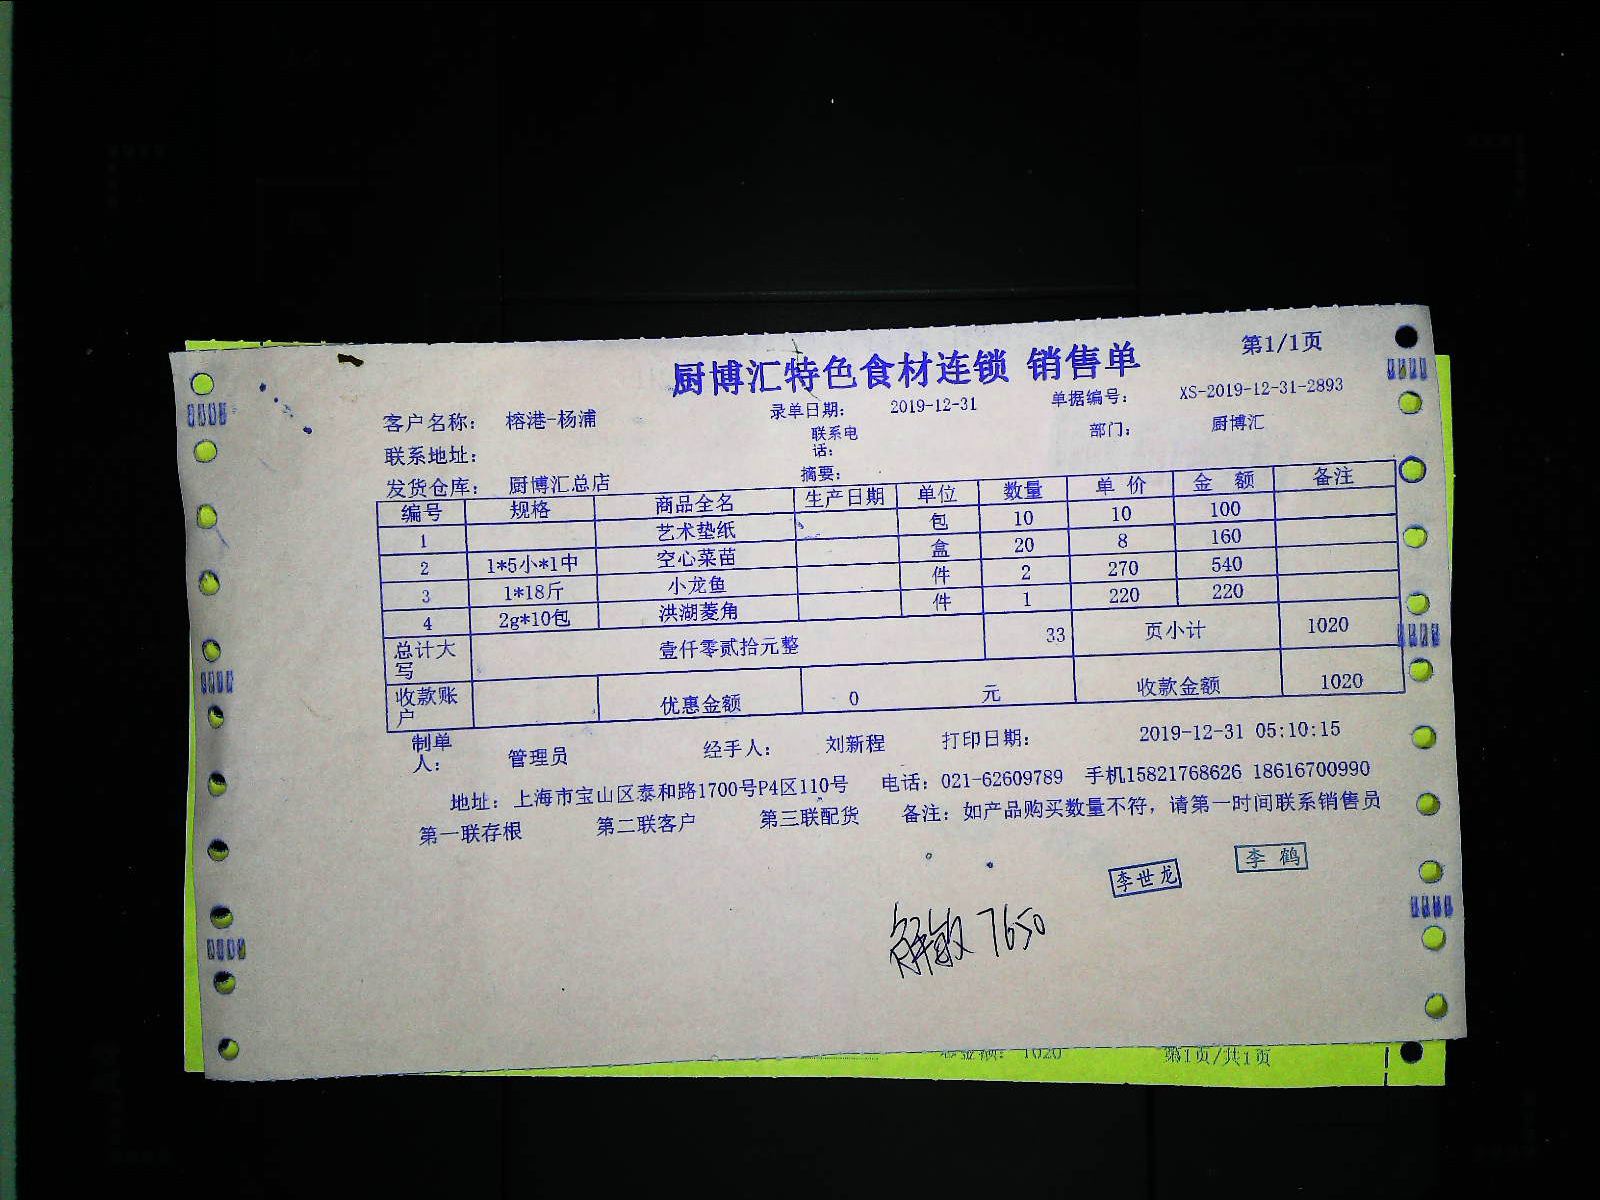 厨博汇特色食材连锁 销售单 第1/1页
客户名称： 榕港-杨浦 录单日期： 2019-12-31 单据编号： XS-2019-12-31-2893
联系地址： 联系电话： 部门： 厨博汇
发货仓库： 厨博汇总店 摘要：
编号 规格 商品全名 生产日期 单位 数量 单 价 金 额 备注
1 艺术垫纸 包 10 10 100
2 1*5小*1中 空心菜苗 盒 20 8 160
3 1*18斤 小龙鱼 件 2 270 540
4 2g*10包 洪湖菱角 件 1 220 220
总计大写 壹仟零贰拾元整 33 页小计 1020
收款账户 优惠金额 0 元 收款金额 1020
制单人： 管理员 经手人： 刘新程 打印日期： 2019-12-31 05:10:15
地址：上海市宝山区泰和路1700号P4区110号 电话：021-62609789 手机15821768626 18616700990
第一联存根 第二联客户 第三联配货 备注：如产品购买数量不符，请第一时间联系销售员
李世龙 李 鹤
解敏 7650
总金额： 1020 第1页/共1页